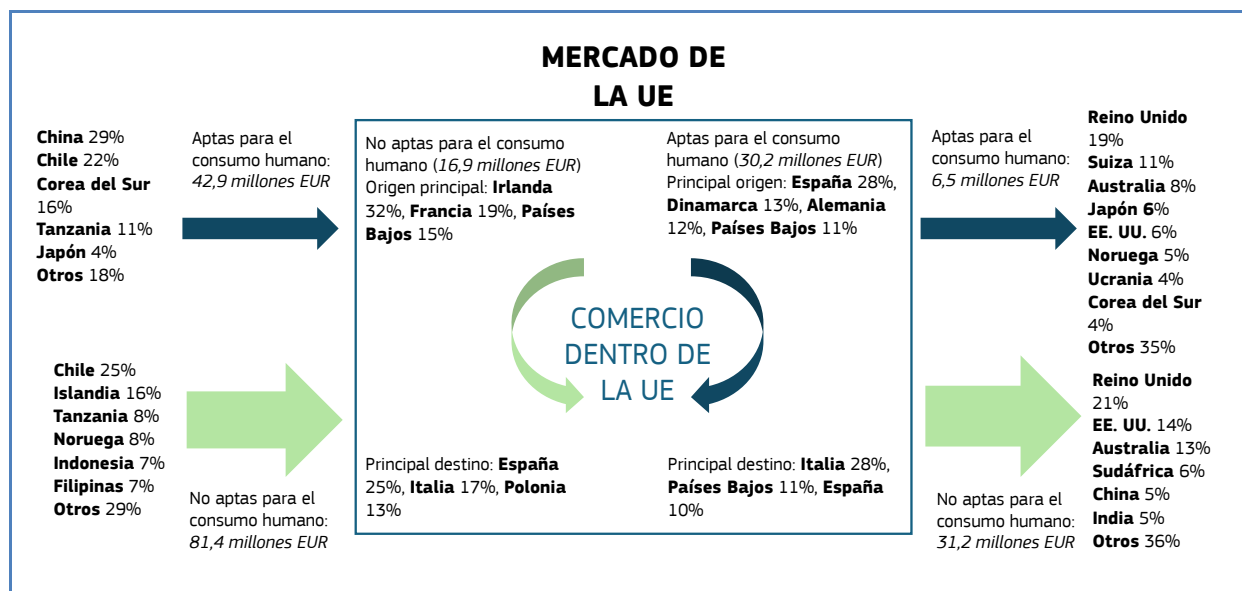 MERCADO DE
LA UE
China 29%
Chile 22%
Corea del Sur
16%
Tanzania 11%
Japón 4%
Otros 18%
Aptas para el
consumo humano:
42,9 millones EUR
No aptas para el consumo
humano (16,9 millones EUR)
Origen principal: Irlanda
32%, Francia 19%, Países
Bajos 15%
Aptas para el consumo
humano (30,2 millones EUR)
Principal origen: España 28%,
Dinamarca 13%, Alemania
12%, Países Bajos 11%
Aptas para el
consumo humano:
6,5 millones EUR
Reino Unido
19%
Suiza 11%
Australia 8%
Japón 6%
EE. UU. 6%
Noruega 5%
Ucrania 4%
Corea del Sur
4%
Otros 35%
COMERCIO
DENTRO DE
LA UE
Chile 25%
Islandia 16%
Tanzania 8%
Noruega 8%
Indonesia 7%
Filipinas 7%
Otros 29%
No aptas para el
consumo humano:
81,4 millones EUR
Principal destino: España
25%, Italia 17%, Polonia
13%
Principal destino: Italia 28%,
Países Bajos 11%, España
10%
No aptas para el
consumo humano:
31,2 millones EUR
Reino Unido
21%
EE. UU. 14%
Australia 13%
Sudáfrica 6%
China 5%
India 5%
Otros 36%